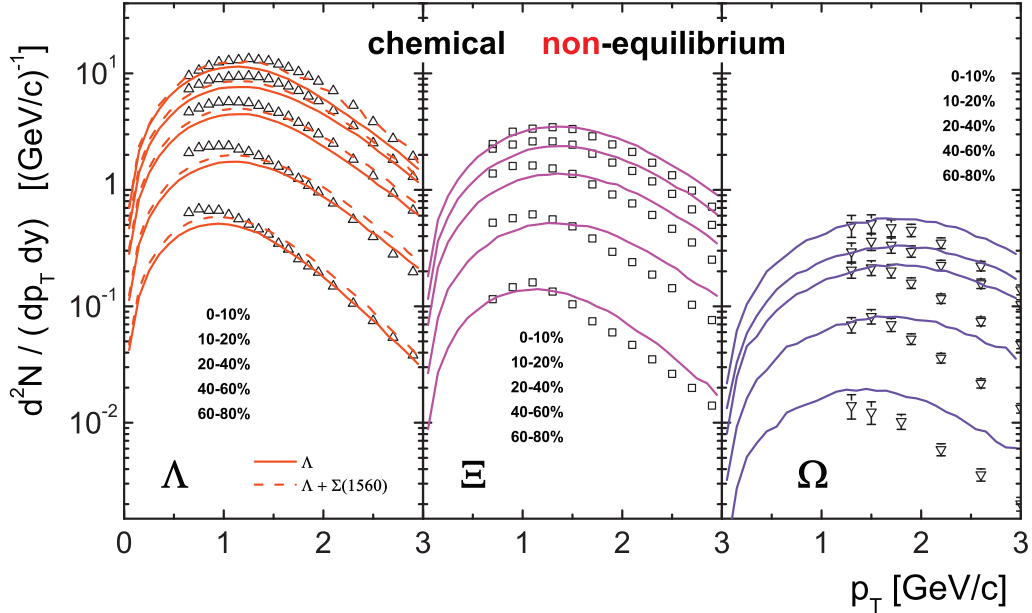 chemical non-equilibrium
d²N / ( dp_T dy) [(GeV/c)⁻¹]
10¹
1
10⁻¹
10⁻²
0-10%
10-20%
20-40%
40-60%
60-80%
Λ
Λ
Λ + Σ(1560)
0-10%
10-20%
20-40%
40-60%
60-80%
Ξ
0-10%
10-20%
20-40%
40-60%
60-80%
Ω
0 1 2 3 1 2 3 1 2 3
p_T [GeV/c]